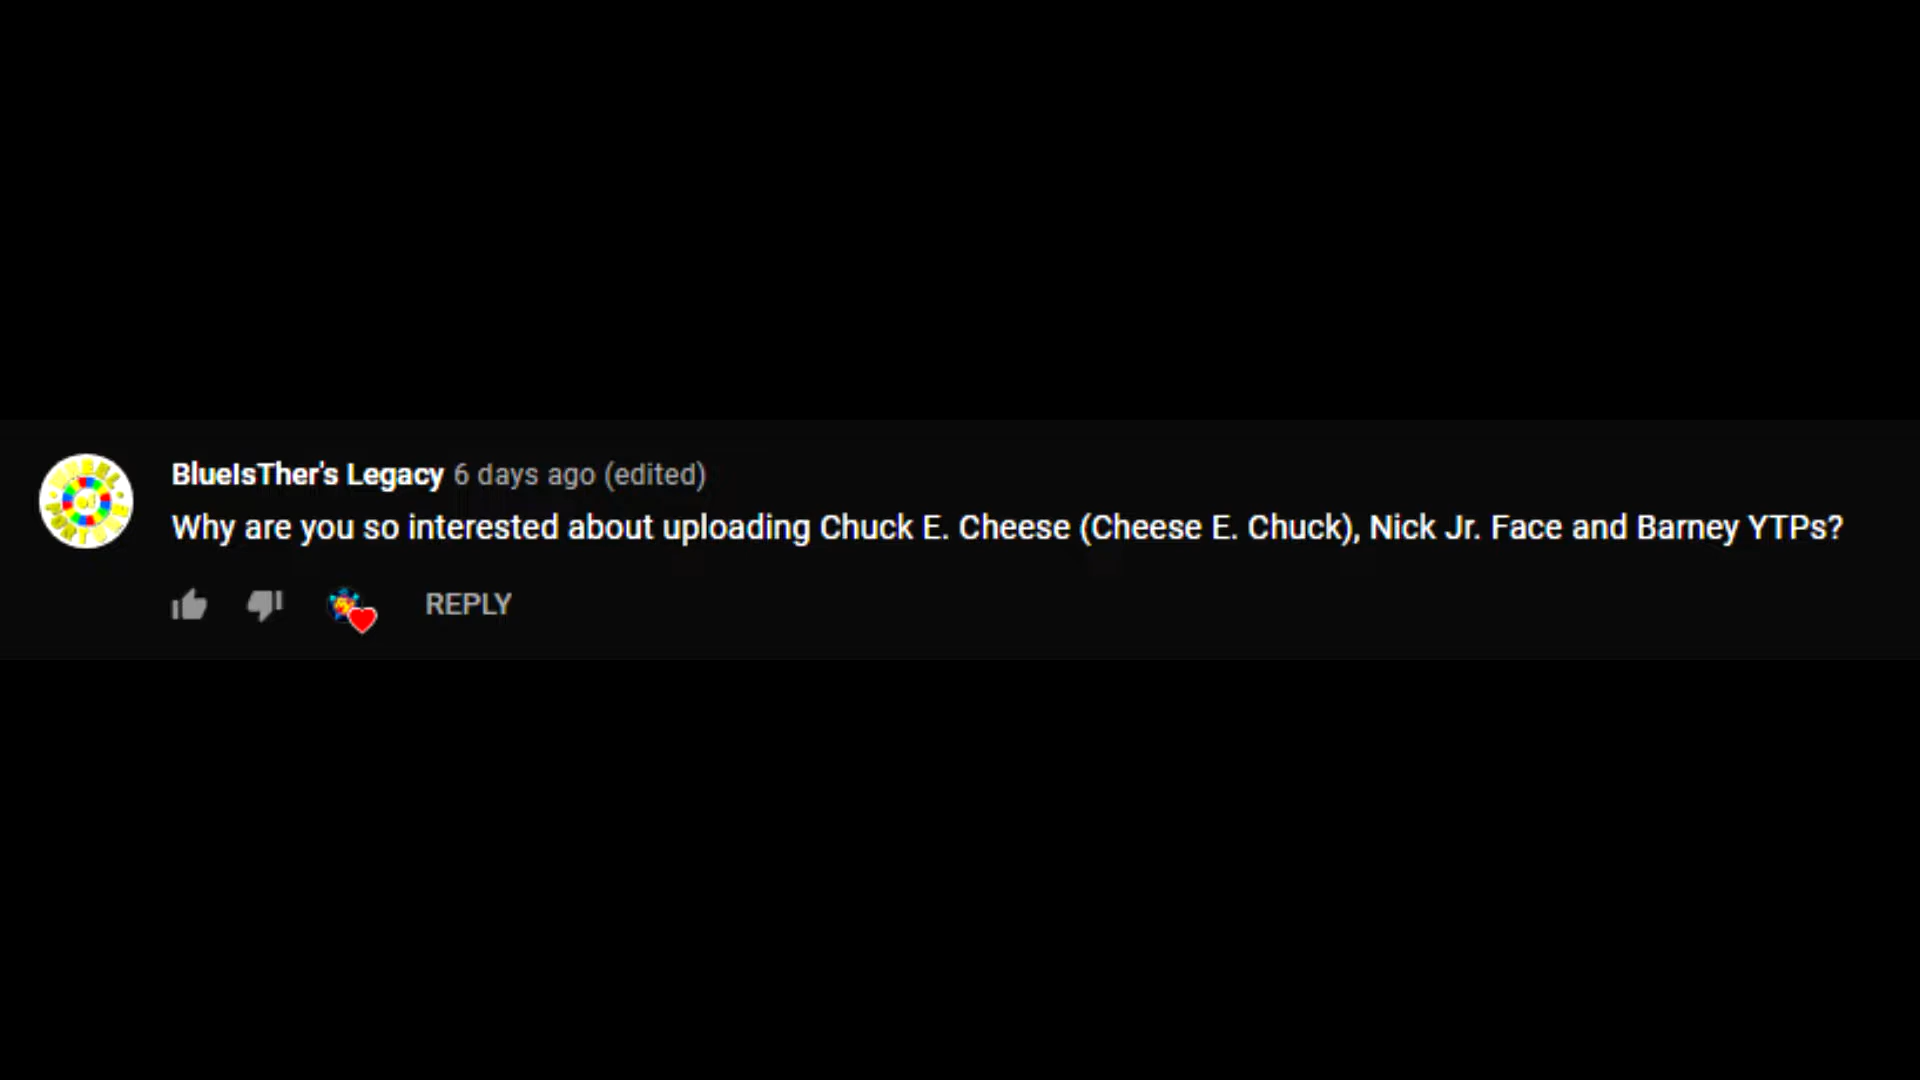 BlueIsTher's Legacy 6 days ago (edited)
Why are you so interested about uploading Chuck E. Cheese (Cheese E. Chuck), Nick Jr. Face and Barney YTPs?
REPLY